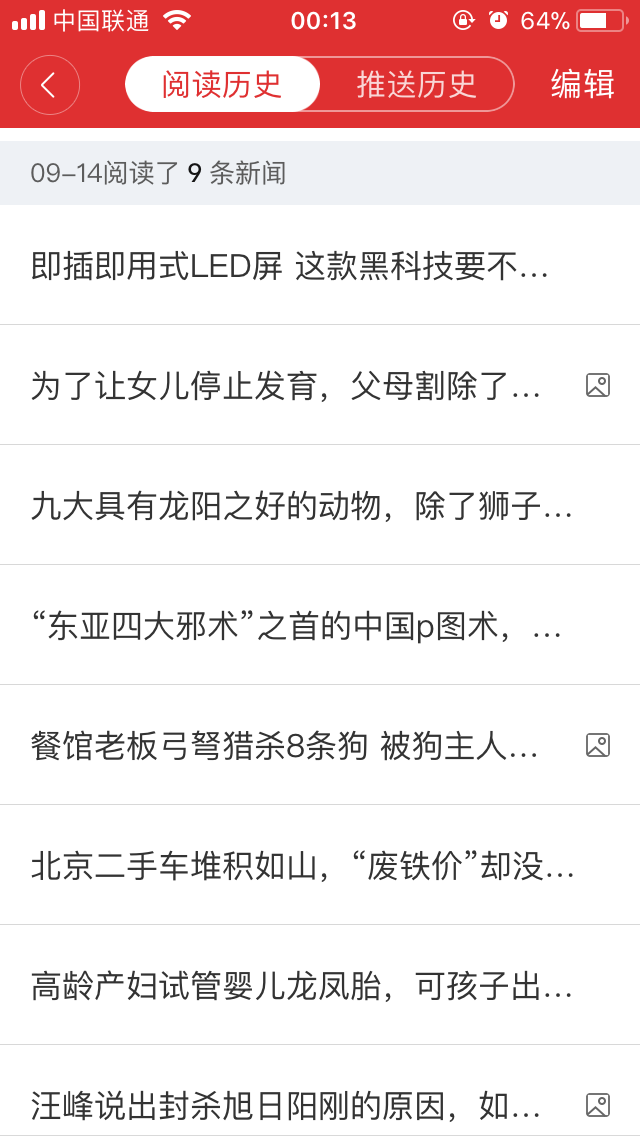 中国联通 00:13 64%
阅读历史 推送历史 编辑
09-14阅读了 9 条新闻
即插即用式LED屏 这款黑科技要不…
为了让女儿停止发育，父母割除了…
九大具有龙阳之好的动物，除了狮子…
“东亚四大邪术”之首的中国p图术，…
餐馆老板弓弩猎杀8条狗 被狗主人…
北京二手车堆积如山，“废铁价”却没…
高龄产妇试管婴儿龙凤胎，可孩子出…
汪峰说出封杀旭日阳刚的原因，如…